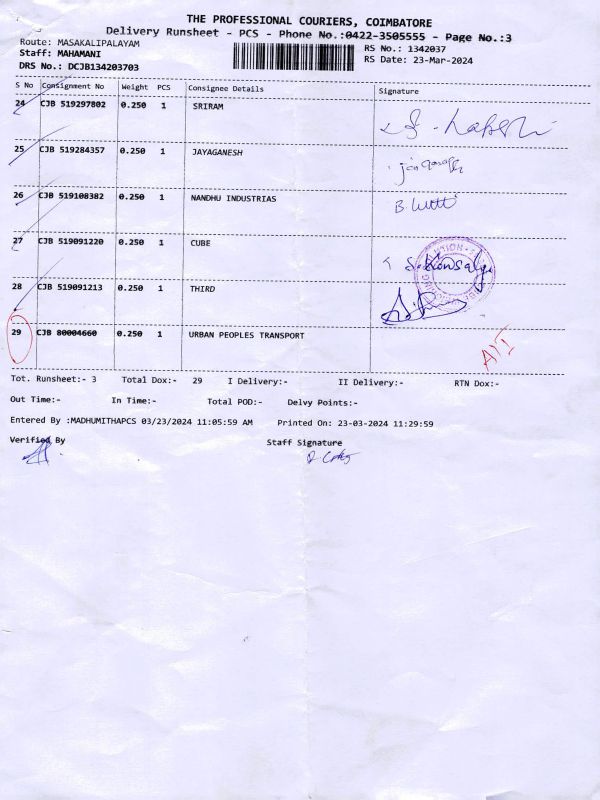 THE PROFESSIONAL COURIERS, COIMBATORE
Delivery Runsheet - PCS - Phone No.:0422-3505555 - Page No.:3
Route: MASAKALIPALAYAM RS No.: 1342037
Staff: MAHAMANI RS Date: 23-Mar-2024
DRS No.: DCJB134203703
S No Consignment No Weight PCS Consignee Details Signature
24 CJB 519297802 0.250 1 SRIRAM
25 CJB 519284357 0.250 1 JAYAGANESH
26 CJB 519108382 0.250 1 NANDHU INDUSTRIAS
27 CJB 519091220 0.250 1 CUBE
S. Kowsalya
28 CJB 519091213 0.250 1 THIRD
29 CJB 80004660 0.250 1 URBAN PEOPLES TRANSPORT
Tot. Runsheet:- 3 Total Dox:- 29 I Delivery:- II Delivery:- RTN Dox:-
Out Time:- In Time:- Total POD:- Delvy Points:-
Entered By :MADHUMITHAPCS 03/23/2024 11:05:59 AM Printed On: 23-03-2024 11:29:59
Verified By Staff Signature